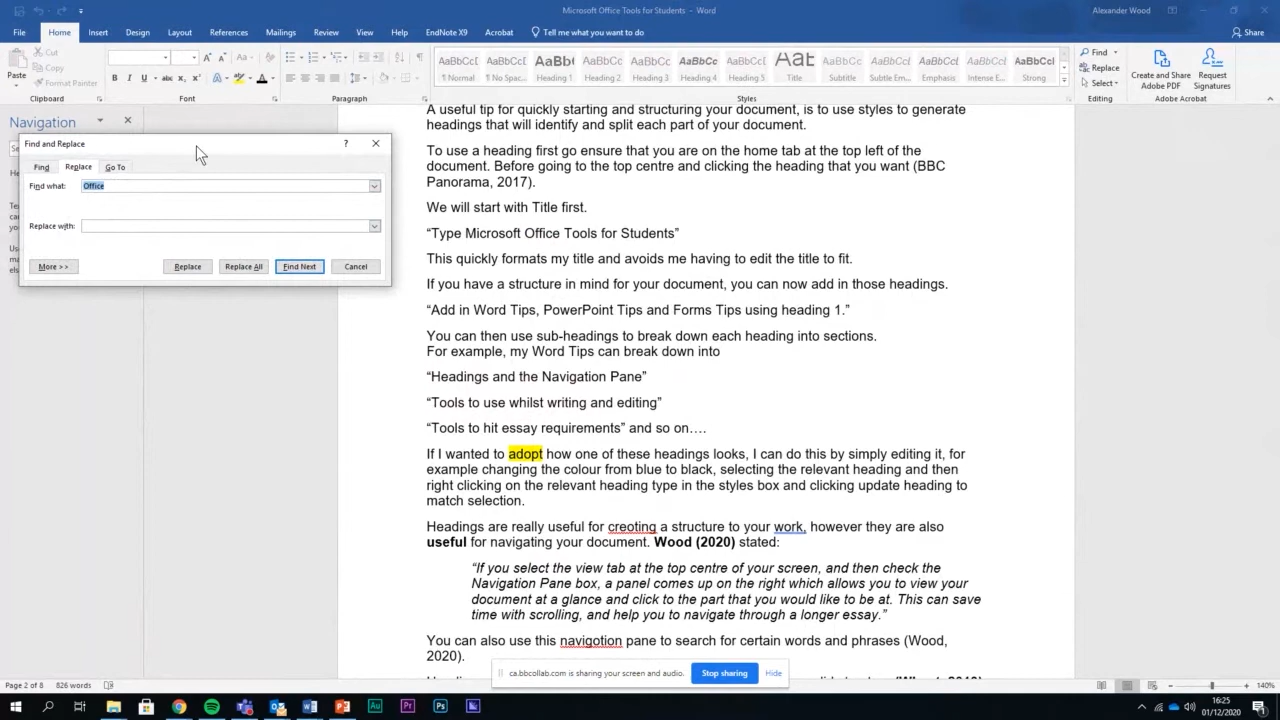 Microsoft Office Tools for Students - Word
Alexander Wood
File Home Insert Design Layout References Mailings Review View Help EndNote X9 Acrobat Tell me what you want to do Share
Paste
Cut
Copy
Format Painter
Clipboard
Font
Paragraph
AaBbCcI AaBbCcI AaBb( AaBbCc AaBbCc AaBbCc AaBbCcI Aat AaBbCc AaBbCcI AaBbCcI AaBbCcI AaBbCcI
¶ Normal ¶ No Spac... Heading 1 Heading 2 Heading 3 Heading 4 Heading 5 Title Subtitle Subtle Em... Emphasis Intense E... Strong
Styles
Find
Replace
Select
Editing
Create and Share Adobe PDF
Request Signatures
Adobe Acrobat
Navigation
Find and Replace
Find Replace Go To
Find what: Office
Replace with:
More >> Replace Replace All Find Next Cancel
A useful tip for quickly starting and structuring your document, is to use styles to generate
headings that will identify and split each part of your document.
To use a heading first go ensure that you are on the home tab at the top left of the
document. Before going to the top centre and clicking the heading that you want (BBC
Panorama, 2017).
We will start with Title first.
“Type Microsoft Office Tools for Students”
This quickly formats my title and avoids me having to edit the title to fit.
If you have a structure in mind for your document, you can now add in those headings.
“Add in Word Tips, PowerPoint Tips and Forms Tips using heading 1.”
You can then use sub-headings to break down each heading into sections.
For example, my Word Tips can break down into
“Headings and the Navigation Pane”
“Tools to use whilst writing and editing”
“Tools to hit essay requirements” and so on….
If I wanted to adopt how one of these headings looks, I can do this by simply editing it, for
example changing the colour from blue to black, selecting the relevant heading and then
right clicking on the relevant heading type in the styles box and clicking update heading to
match selection.
Headings are really useful for creoting a structure to your work, however they are also
useful for navigating your document. Wood (2020) stated:
“If you select the view tab at the top centre of your screen, and then check the
Navigation Pane box, a panel comes up on the right which allows you to view your
document at a glance and click to the part that you would like to be at. This can save
time with scrolling, and help you to navigate through a longer essay.”
You can also use this navigotion pane to search for certain words and phrases (Wood,
2020).
ca.bbcollab.com is sharing your screen and audio. Stop sharing Hide
Page 2 of 8 826 words
140%
16:25
01/12/2020